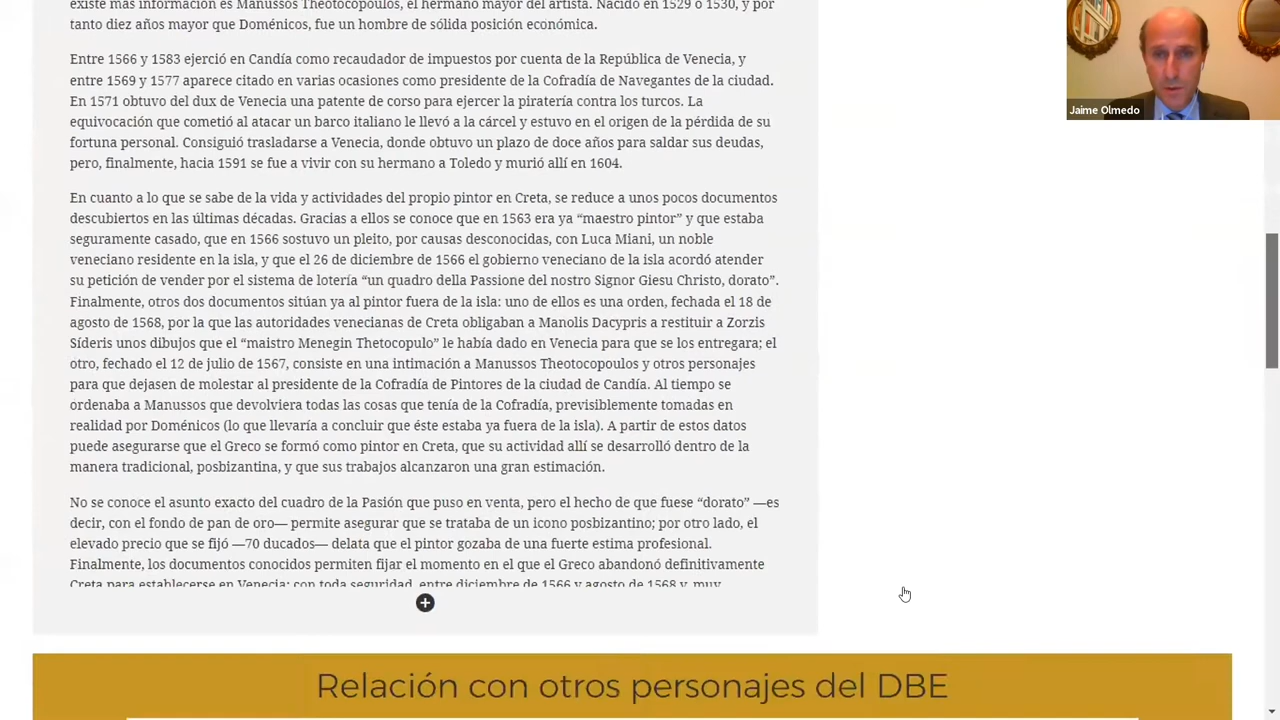 existe más información es Manussos Theotocopoulos, el hermano mayor del artista. Nacido en 1529 o 1530, y por
tanto diez años mayor que Doménicos, fue un hombre de sólida posición económica.
Entre 1566 y 1583 ejerció en Candía como recaudador de impuestos por cuenta de la República de Venecia, y
entre 1569 y 1577 aparece citado en varias ocasiones como presidente de la Cofradía de Navegantes de la ciudad.
En 1571 obtuvo del dux de Venecia una patente de corso para ejercer la piratería contra los turcos. La
equivocación que cometió al atacar un barco italiano le llevó a la cárcel y estuvo en el origen de la pérdida de su
fortuna personal. Consiguió trasladarse a Venecia, donde obtuvo un plazo de doce años para saldar sus deudas,
pero, finalmente, hacia 1591 se fue a vivir con su hermano a Toledo y murió allí en 1604.
En cuanto a lo que se sabe de la vida y actividades del propio pintor en Creta, se reduce a unos pocos documentos
descubiertos en las últimas décadas. Gracias a ellos se conoce que en 1563 era ya “maestro pintor” y que estaba
seguramente casado, que en 1566 sostuvo un pleito, por causas desconocidas, con Luca Miani, un noble
veneciano residente en la isla, y que el 26 de diciembre de 1566 el gobierno veneciano de la isla acordó atender
su petición de vender por el sistema de lotería “un quadro della Passione del nostro Signor Giesu Christo, dorato”.
Finalmente, otros dos documentos sitúan ya al pintor fuera de la isla: uno de ellos es una orden, fechada el 18 de
agosto de 1568, por la que las autoridades venecianas de Creta obligaban a Manolis Dacypris a restituir a Zorzis
Síderis unos dibujos que el “maistro Menegin Thetocopulo” le había dado en Venecia para que se los entregara; el
otro, fechado el 12 de julio de 1567, consiste en una intimación a Manussos Theotocopoulos y otros personajes
para que dejasen de molestar al presidente de la Cofradía de Pintores de la ciudad de Candía. Al tiempo se
ordenaba a Manussos que devolviera todas las cosas que tenía de la Cofradía, previsiblemente tomadas en
realidad por Doménicos (lo que llevaría a concluir que éste estaba ya fuera de la isla). A partir de estos datos
puede asegurarse que el Greco se formó como pintor en Creta, que su actividad allí se desarrolló dentro de la
manera tradicional, posbizantina, y que sus trabajos alcanzaron una gran estimación.
No se conoce el asunto exacto del cuadro de la Pasión que puso en venta, pero el hecho de que fuese “dorato” —es
decir, con el fondo de pan de oro— permite asegurar que se trataba de un icono posbizantino; por otro lado, el
elevado precio que se fijó —70 ducados— delata que el pintor gozaba de una fuerte estima profesional.
Finalmente, los documentos conocidos permiten fijar el momento en el que el Greco abandonó definitivamente
Creta para establecerse en Venecia: con toda seguridad, entre diciembre de 1566 y agosto de 1568 y, muy
Relación con otros personajes del DBE
Jaime Olmedo